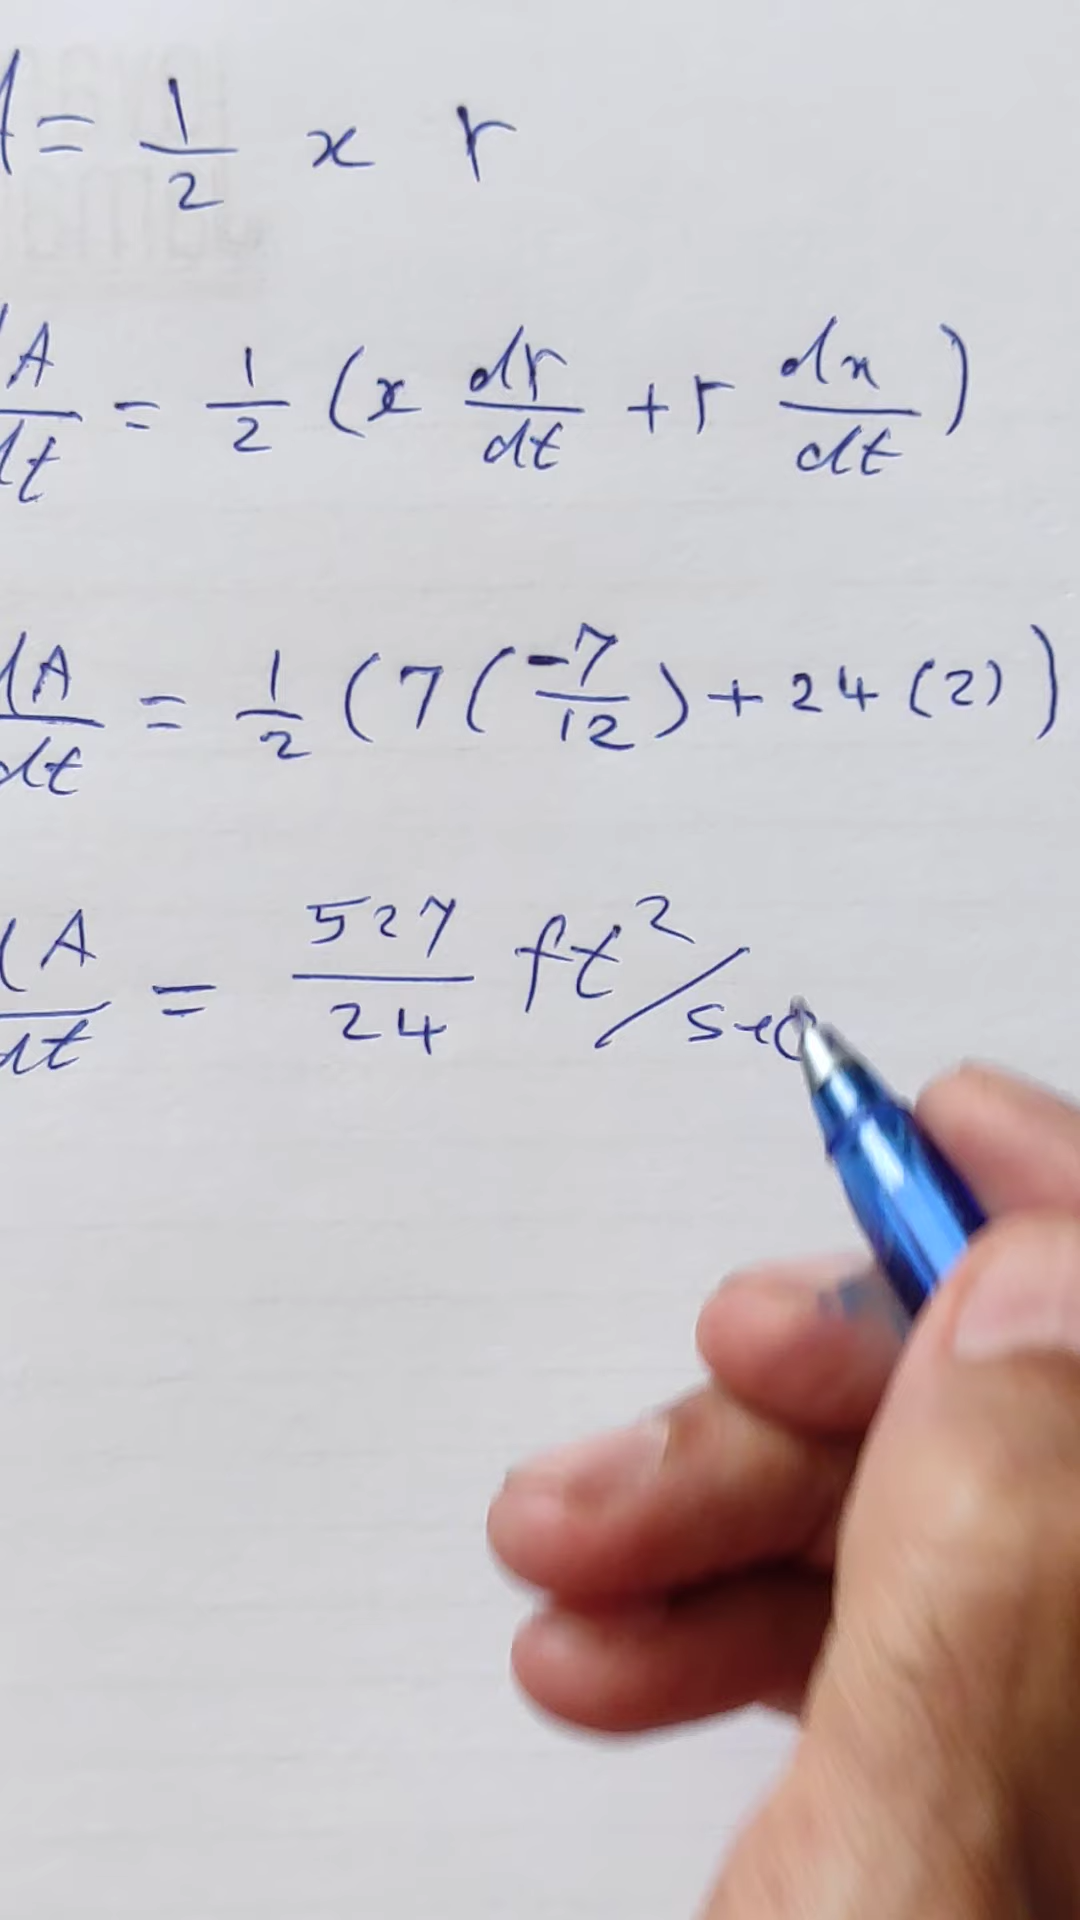 A = 1/2 x r
dA/dt = 1/2 (x dr/dt + r dx/dt)
dA/dt = 1/2 (7(-7/12) + 24(2))
dA/dt = 527/24 ft²/sec